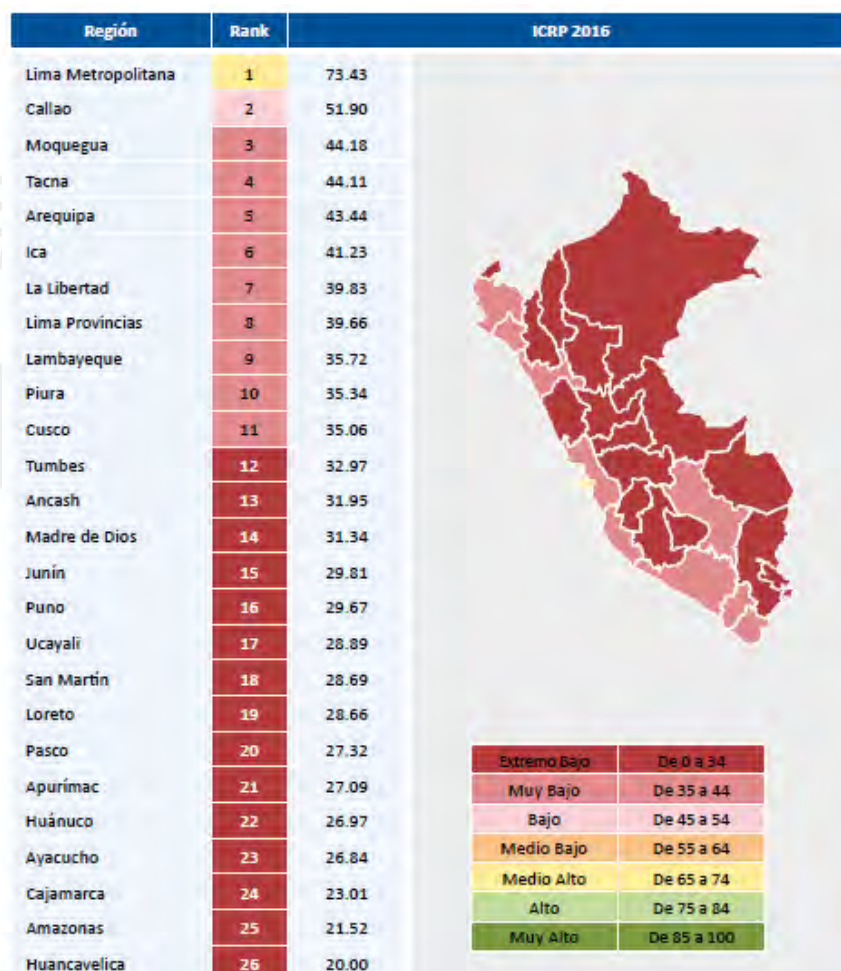 Región Rank ICRP 2016
Lima Metropolitana 1 73.43
Callao 2 51.90
Moquegua 3 44.18
Tacna 4 44.11
Arequipa 5 43.44
Ica 6 41.23
La Libertad 7 39.83
Lima Provincias 8 39.66
Lambayeque 9 35.72
Piura 10 35.34
Cusco 11 35.06
Tumbes 12 32.97
Ancash 13 31.95
Madre de Dios 14 31.34
Junín 15 29.81
Puno 16 29.67
Ucayali 17 28.89
San Martín 18 28.69
Loreto 19 28.66
Pasco 20 27.32
Apurímac 21 27.09
Huánuco 22 26.97
Ayacucho 23 26.84
Cajamarca 24 23.01
Amazonas 25 21.52
Huancavelica 26 20.00
Extremo Bajo De 0 a 34
Muy Bajo De 35 a 44
Bajo De 45 a 54
Medio Bajo De 55 a 64
Medio Alto De 65 a 74
Alto De 75 a 84
Muy Alto De 85 a 100